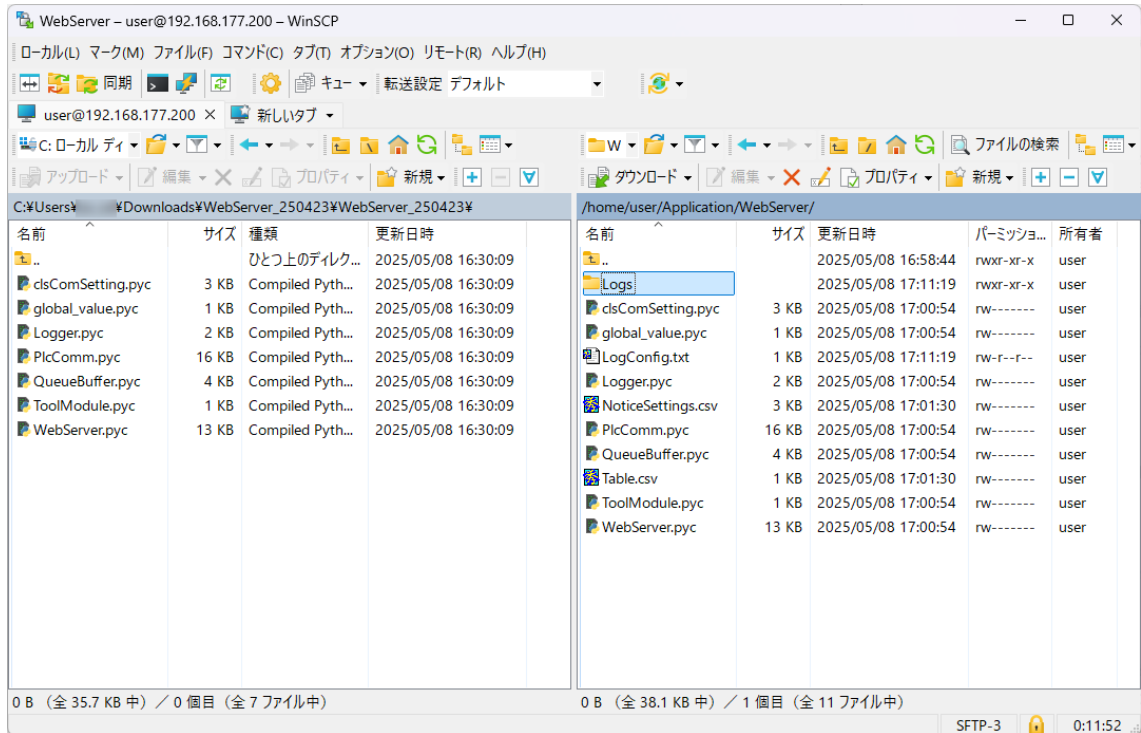 WebServer – user@192.168.177.200 – WinSCP
ローカル(L) マーク(M) ファイル(F) コマンド(C) タブ(T) オプション(O) リモート(R) ヘルプ(H)
同期 キュー 転送設定 デフォルト
user@192.168.177.200 × 新しいタブ
C: ローカル ディ
アップロード 編集 プロパティ 新規
C:¥Users¥ ¥Downloads¥WebServer_250423¥WebServer_250423¥
名前 サイズ 種類 更新日時
.. ひとつ上のディレク... 2025/05/08 16:30:09
clsComSetting.pyc 3 KB Compiled Pyth... 2025/05/08 16:30:09
global_value.pyc 1 KB Compiled Pyth... 2025/05/08 16:30:09
Logger.pyc 2 KB Compiled Pyth... 2025/05/08 16:30:09
PlcComm.pyc 16 KB Compiled Pyth... 2025/05/08 16:30:09
QueueBuffer.pyc 4 KB Compiled Pyth... 2025/05/08 16:30:09
ToolModule.pyc 1 KB Compiled Pyth... 2025/05/08 16:30:09
WebServer.pyc 13 KB Compiled Pyth... 2025/05/08 16:30:09
0 B （全 35.7 KB 中）／ 0 個目（全 7 ファイル中）
W ファイルの検索
ダウンロード 編集 プロパティ 新規
/home/user/Application/WebServer/
名前 サイズ 更新日時 パーミッショ... 所有者
.. 2025/05/08 16:58:44 rwxr-xr-x user
Logs 2025/05/08 17:11:19 rwxr-xr-x user
clsComSetting.pyc 3 KB 2025/05/08 17:00:54 rw------- user
global_value.pyc 1 KB 2025/05/08 17:00:54 rw------- user
LogConfig.txt 1 KB 2025/05/08 17:11:19 rw-r--r-- user
Logger.pyc 2 KB 2025/05/08 17:00:54 rw------- user
NoticeSettings.csv 3 KB 2025/05/08 17:01:30 rw------- user
PlcComm.pyc 16 KB 2025/05/08 17:00:54 rw------- user
QueueBuffer.pyc 4 KB 2025/05/08 17:00:54 rw------- user
Table.csv 1 KB 2025/05/08 17:01:30 rw------- user
ToolModule.pyc 1 KB 2025/05/08 17:00:54 rw------- user
WebServer.pyc 13 KB 2025/05/08 17:00:54 rw------- user
0 B （全 38.1 KB 中）／ 1 個目（全 11 ファイル中）
SFTP-3 0:11:52